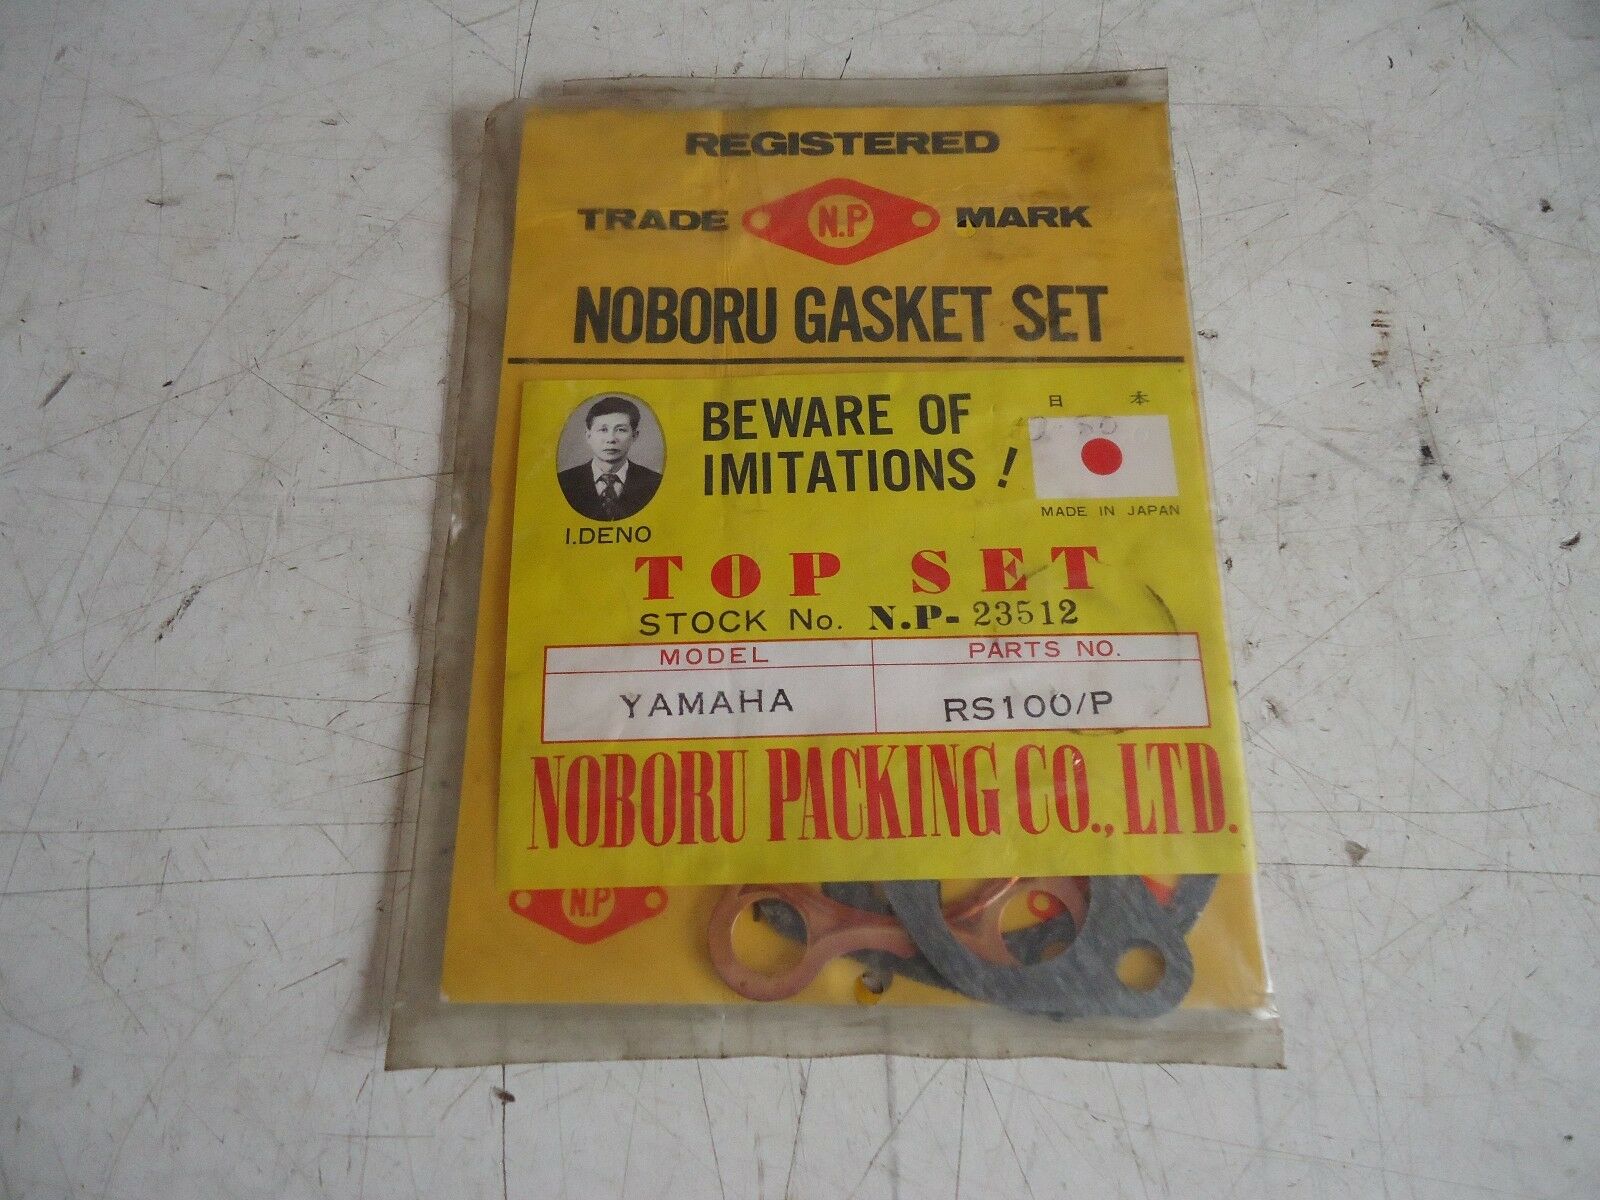 REGISTERED
TRADE N.P MARK
NOBORU GASKET SET
BEWARE OF
IMITATIONS !
日 本
MADE IN JAPAN
I.DENO
TOP SET
STOCK No. N.P- 23512
MODEL PARTS NO.
YAMAHA RS100/P
NOBORU PACKING CO., LTD.
N.P